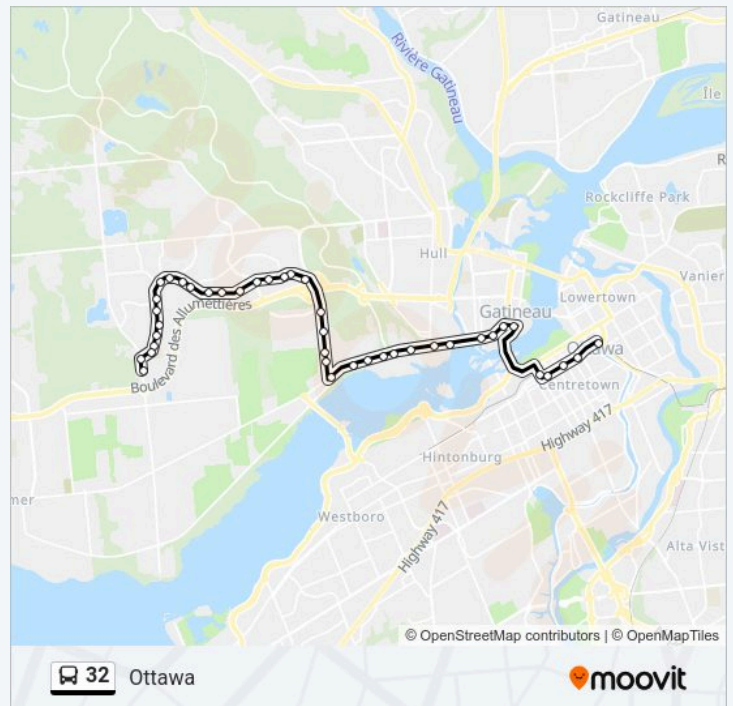 Gatineau
Rivière Gatineau
Île
R
Rockcliffe Park
Hull
Vanier
Lowertown
Gatineau
Boulevard des Allumettières
Ottawa
Centretown
Highway 417
Hintonburg
mer
Westboro
Highway 417
Alta Vist
© OpenStreetMap contributors | © OpenMapTiles
32 Ottawa
moovit